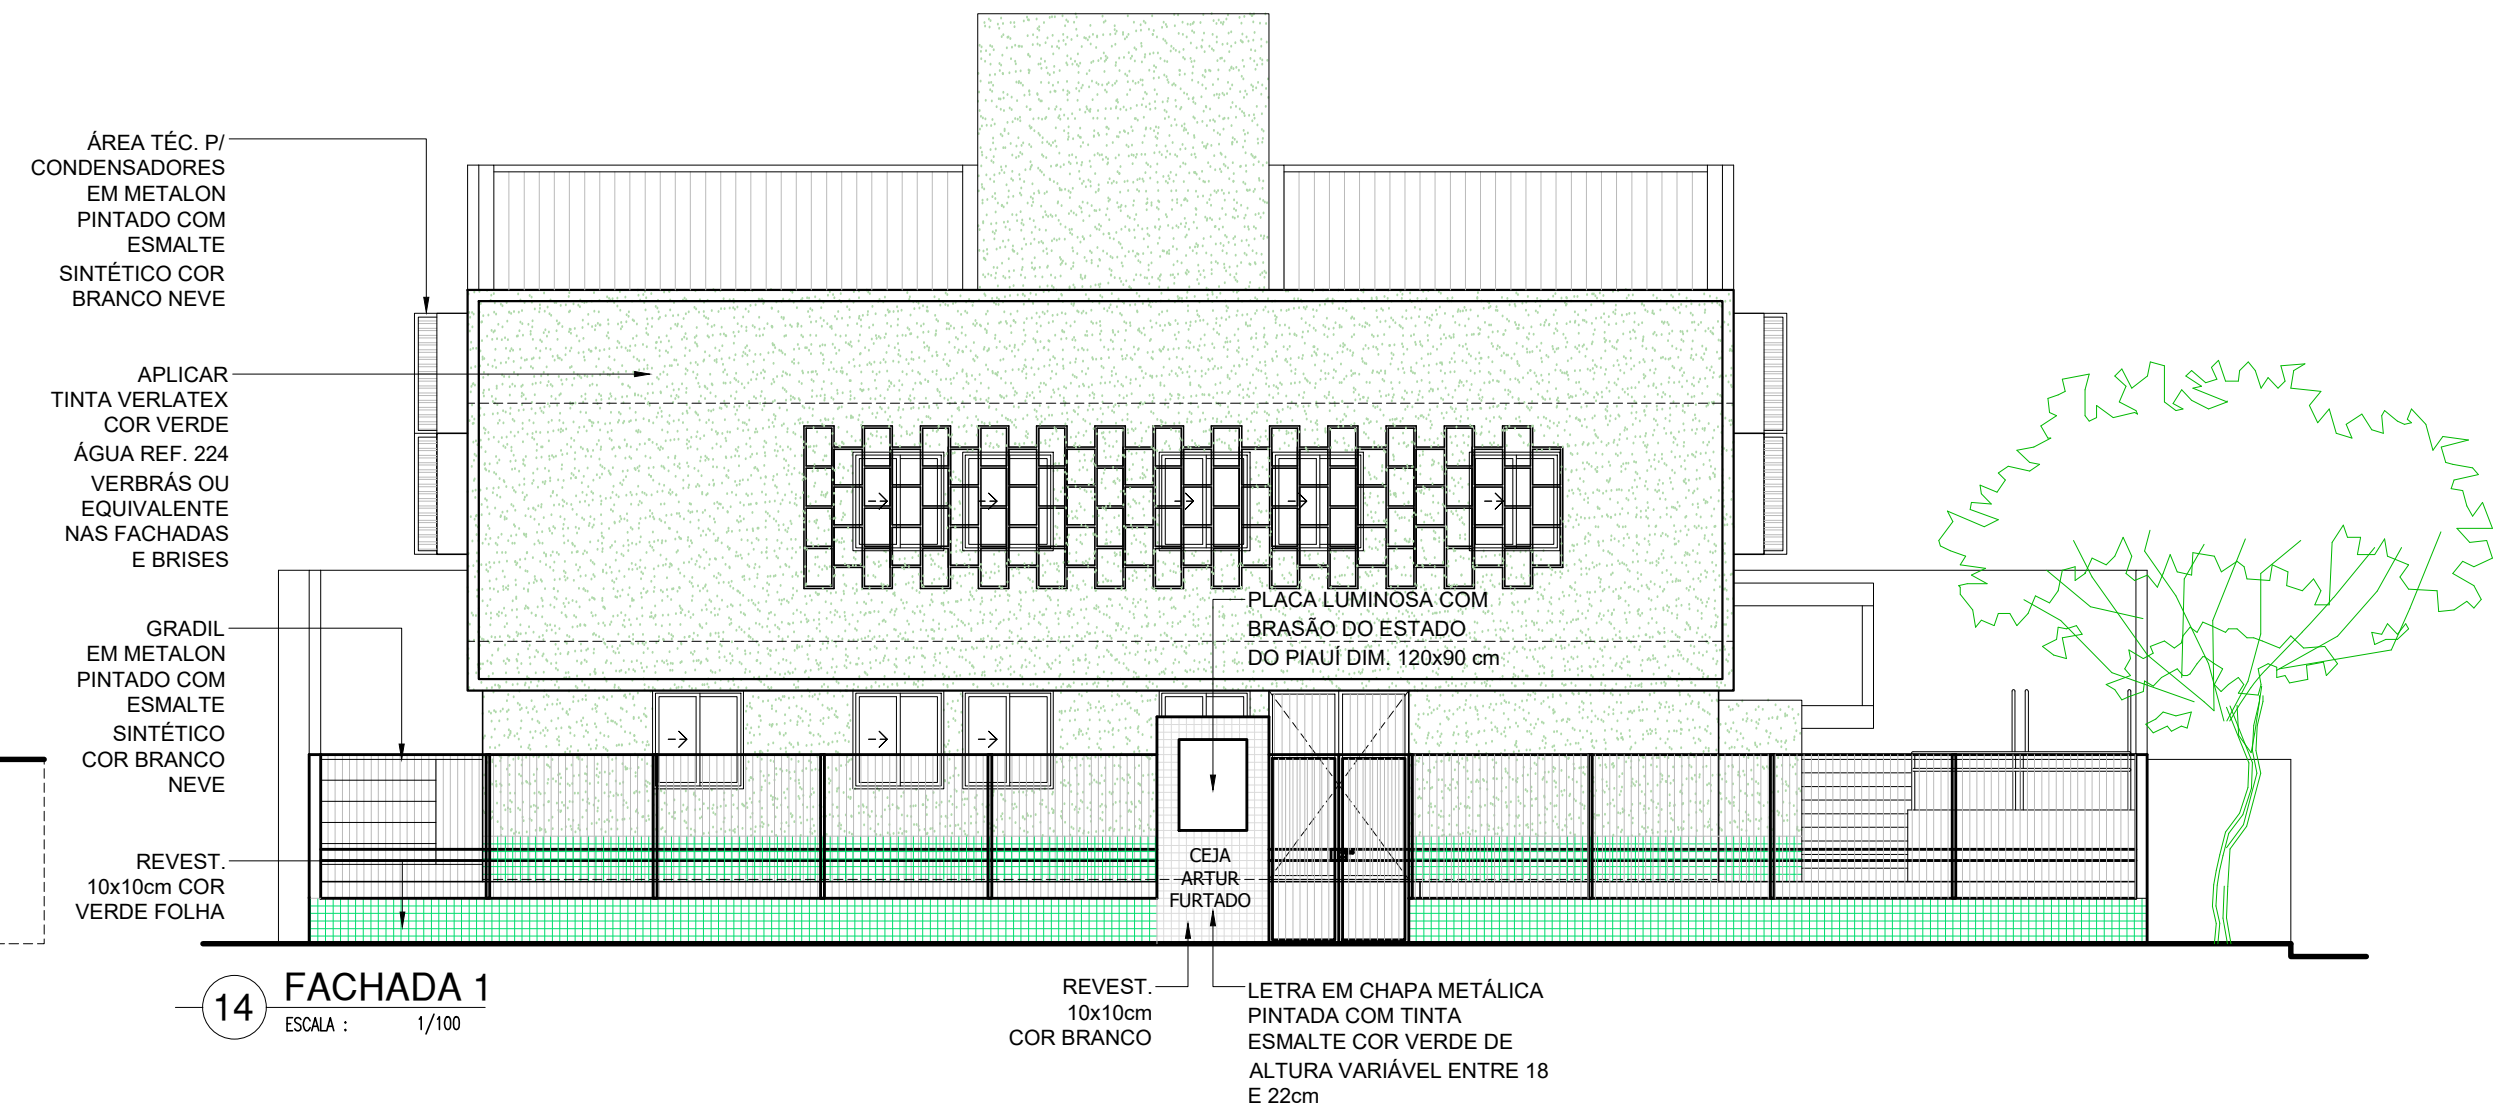 ÁREA TÉC. P/
CONDENSADORES
EM METALON
PINTADO COM
ESMALTE
SINTÉTICO COR
BRANCO NEVE
APLICAR
TINTA VERLATEX
COR VERDE
ÁGUA REF. 224
VERBRÁS OU
EQUIVALENTE
NAS FACHADAS
E BRISES
GRADIL
EM METALON
PINTADO COM
ESMALTE
SINTÉTICO
COR BRANCO
NEVE
REVEST.
10x10cm COR
VERDE FOLHA
PLACA LUMINOSA COM
BRASÃO DO ESTADO
DO PIAUÍ DIM. 120x90 cm
CEJA
ARTUR
FURTADO
REVEST.
10x10cm
COR BRANCO
LETRA EM CHAPA METÁLICA
PINTADA COM TINTA
ESMALTE COR VERDE DE
ALTURA VARIÁVEL ENTRE 18
E 22cm
14 FACHADA 1
ESCALA : 1/100